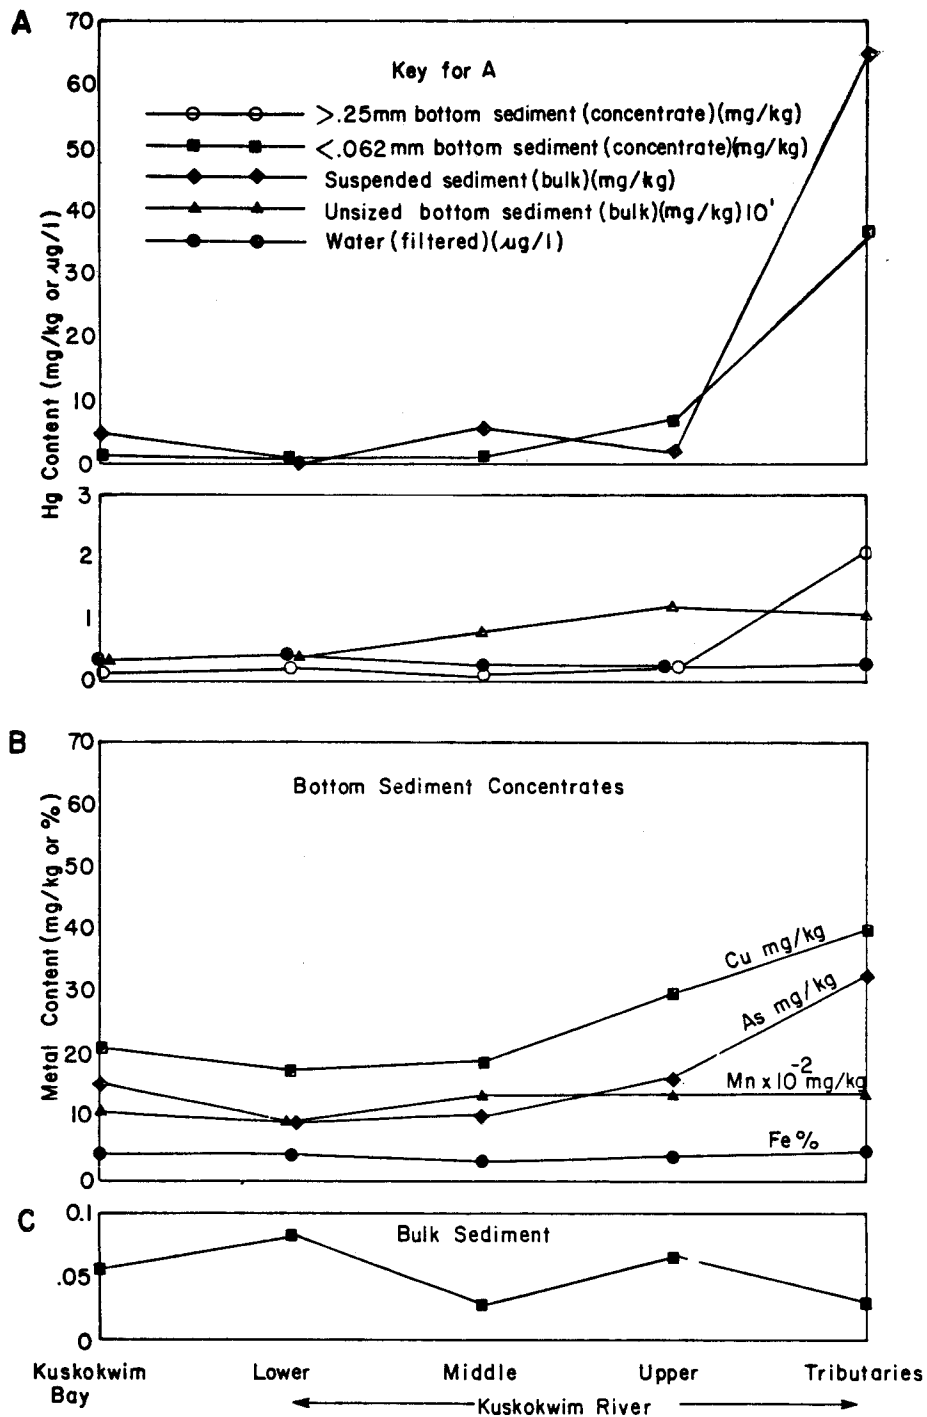 A
70
60
50
40
30
20
10
0
Hg Content (mg/kg or ug/l)
Key for A
>.25mm bottom sediment (concentrate)(mg/kg)
<.062mm bottom sediment (concentrate)(mg/kg)
Suspended sediment (bulk)(mg/kg)
Unsized bottom sediment (bulk)(mg/kg)10'
Water (filtered)(ug/l)
3
2
1
0
B
70
60
50
40
30
20
10
0
Metal Content (mg/kg or %)
Bottom Sediment Concentrates
Cu mg/kg
As mg/kg
Mn x 10⁻² mg/kg
Fe %
C
0.1
.05
0
Bulk Sediment
Kuskokwim Bay
Lower
Middle
Upper
Tributaries
Kuskokwim River